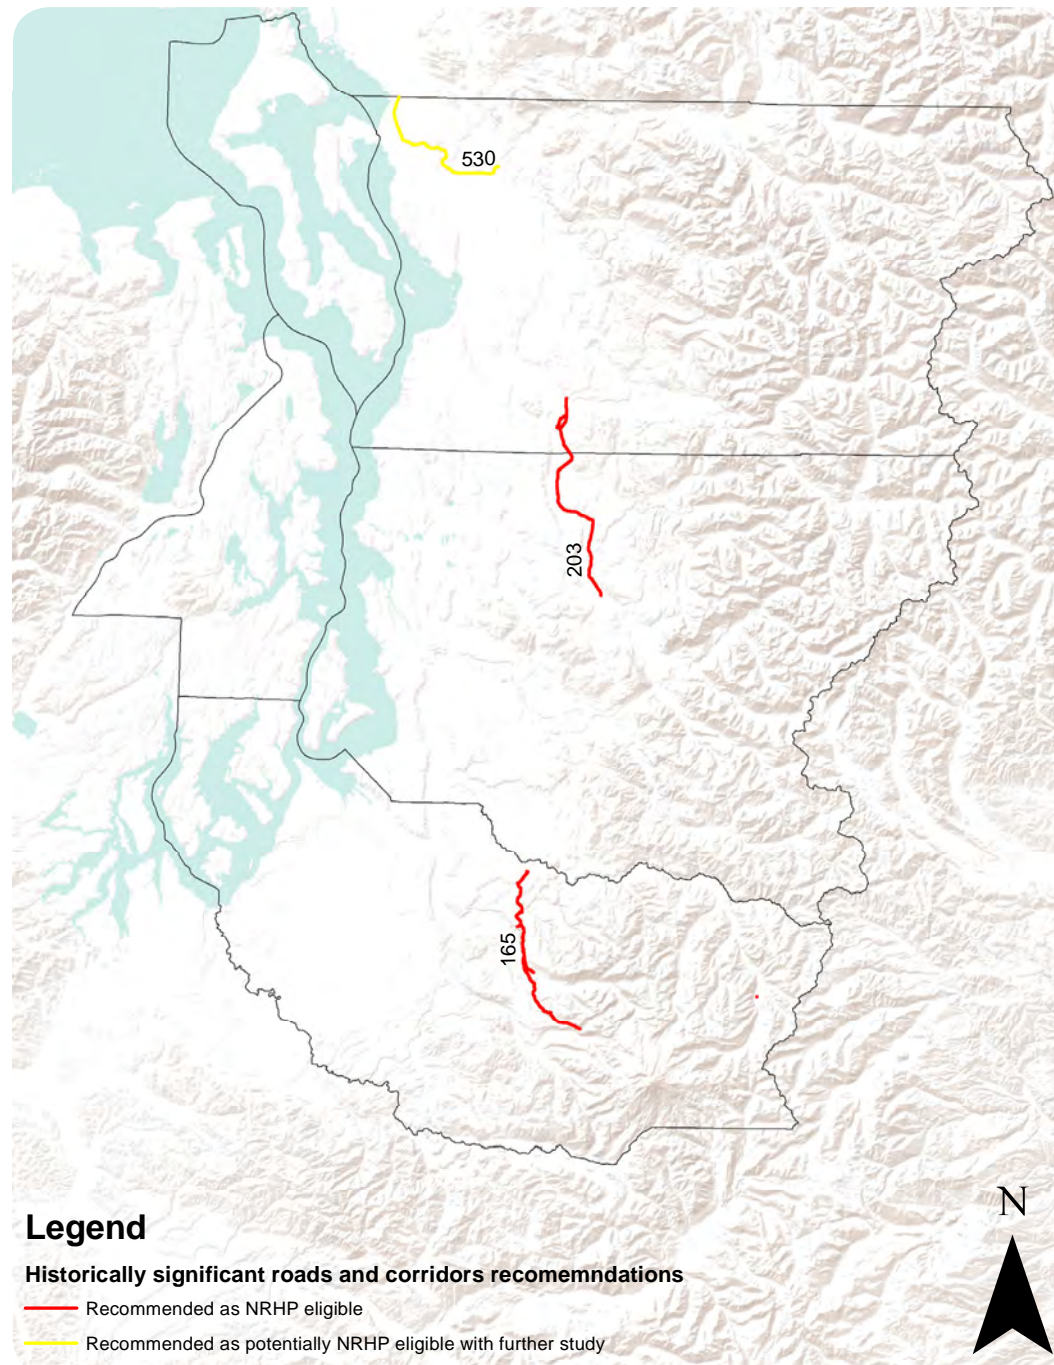 530
203
165
N
Legend
Historically significant roads and corridors recomemndations
Recommended as NRHP eligible
Recommended as potentially NRHP eligible with further study